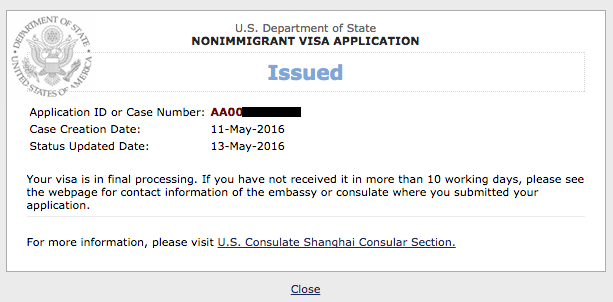 U.S. Department of State
NONIMMIGRANT VISA APPLICATION
DEPARTMENT OF STATE
UNITED STATES OF AMERICA
Issued
Application ID or Case Number: AA00
Case Creation Date: 11-May-2016
Status Updated Date: 13-May-2016
Your visa is in final processing. If you have not received it in more than 10 working days, please see
the webpage for contact information of the embassy or consulate where you submitted your
application.
For more information, please visit U.S. Consulate Shanghai Consular Section.
Close